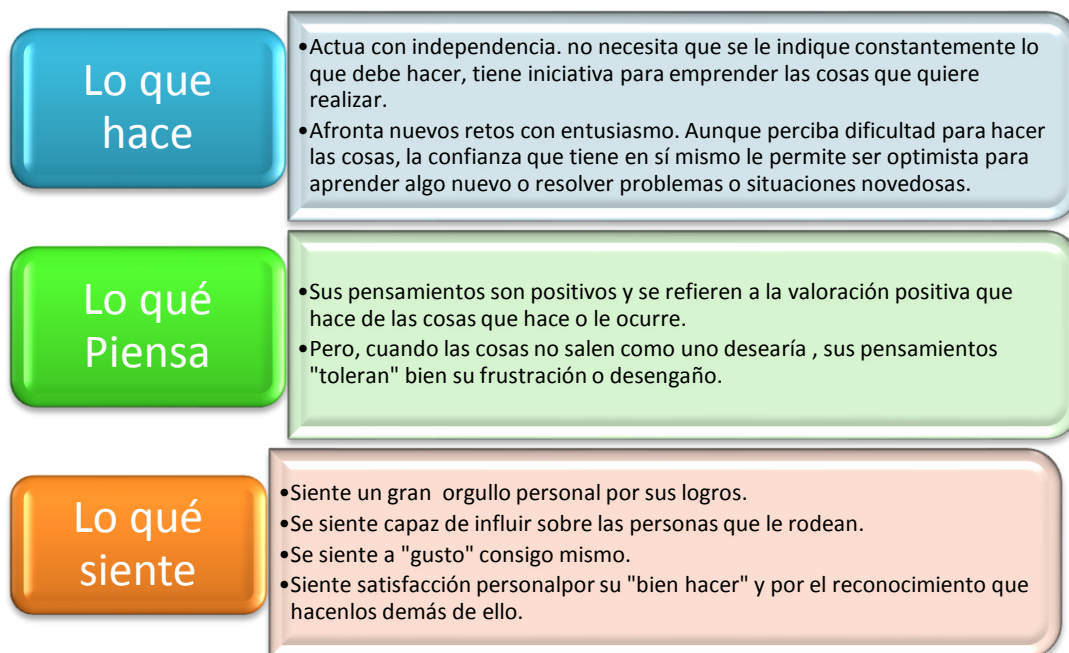 Lo que
hace
•Actua con independencia. no necesita que se le indique constantemente lo
que debe hacer, tiene iniciativa para emprender las cosas que quiere
realizar.
•Afronta nuevos retos con entusiasmo. Aunque perciba dificultad para hacer
las cosas, la confianza que tiene en sí mismo le permite ser optimista para
aprender algo nuevo o resolver problemas o situaciones novedosas.
Lo qué
Piensa
•Sus pensamientos son positivos y se refieren a la valoración positiva que
hace de las cosas que hace o le ocurre.
•Pero, cuando las cosas no salen como uno desearía , sus pensamientos
"toleran" bien su frustración o desengaño.
Lo qué
siente
•Siente un gran  orgullo personal por sus logros.
•Se siente capaz de influir sobre las personas que le rodean.
•Se siente a "gusto" consigo mismo.
•Siente satisfacción personalpor su "bien hacer" y por el reconocimiento que
hacenlos demás de ello.